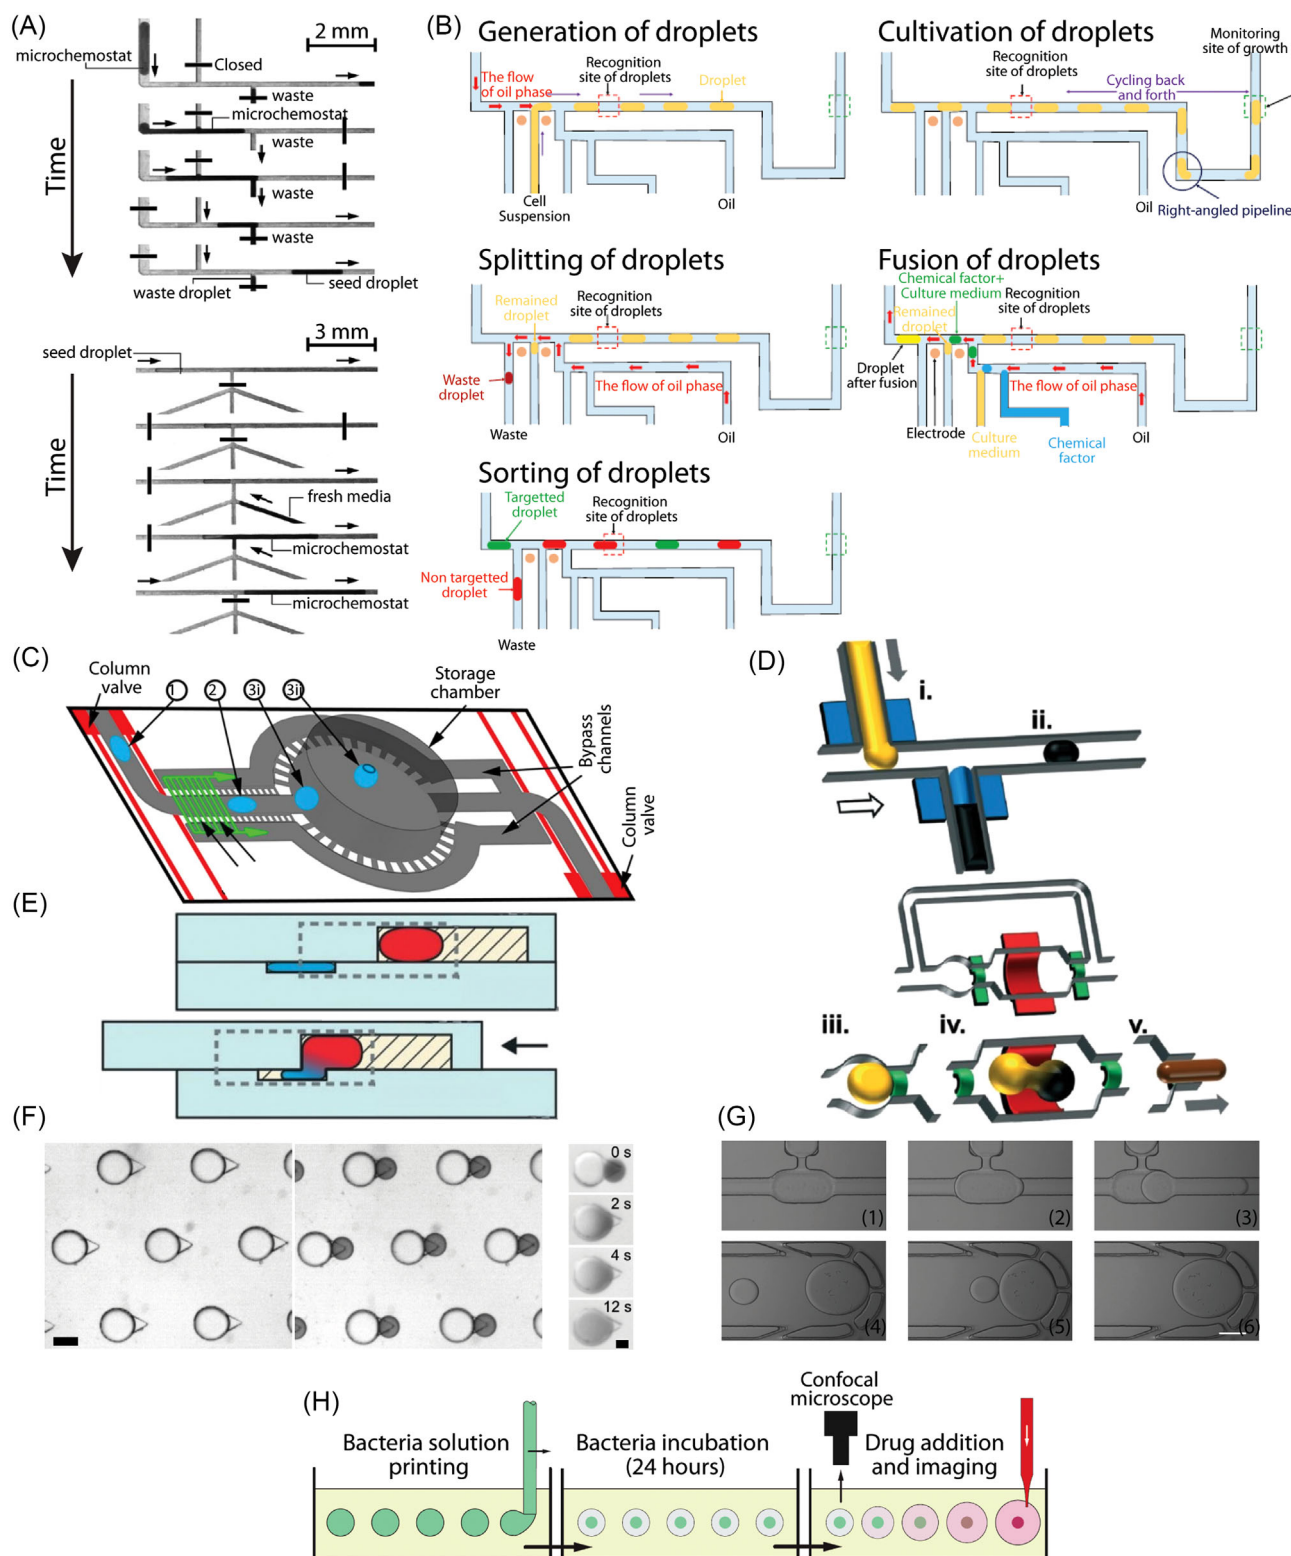 (A)
2 mm
microchemostat
Closed
waste
microchemostat
waste
waste
waste
waste droplet
seed droplet
Time
3 mm
seed droplet
fresh media
microchemostat
microchemostat
Time
(B)
Generation of droplets
The flow
of oil phase
Recognition
site of droplets
Droplet
Cell
Suspension
Oil
Cultivation of droplets
Monitoring
site of growth
Recognition
site of droplets
Cycling back
and forth
Oil
Right-angled pipeline
Splitting of droplets
Remained
droplet
Recognition
site of droplets
Waste
droplet
The flow of oil phase
Waste
Oil
Fusion of droplets
Chemical factor+
Culture medium
Remained
droplet
Recognition
site of droplets
Droplet
after fusion
The flow of oil phase
Electrode
Culture
medium
Chemical
factor
Oil
Sorting of droplets
Targetted
droplet
Recognition
site of droplets
Non targetted
droplet
Waste
(C)
Column
valve
1
2
3i
3ii
Storage
chamber
Bypass
channels
Column
valve
(D)
i.
ii.
iii.
iv.
v.
(E)
(F)
0 s
2 s
4 s
12 s
(G)
(1)
(2)
(3)
(4)
(5)
(6)
(H)
Bacteria solution
printing
Bacteria incubation
(24 hours)
Confocal
microscope
Drug addition
and imaging